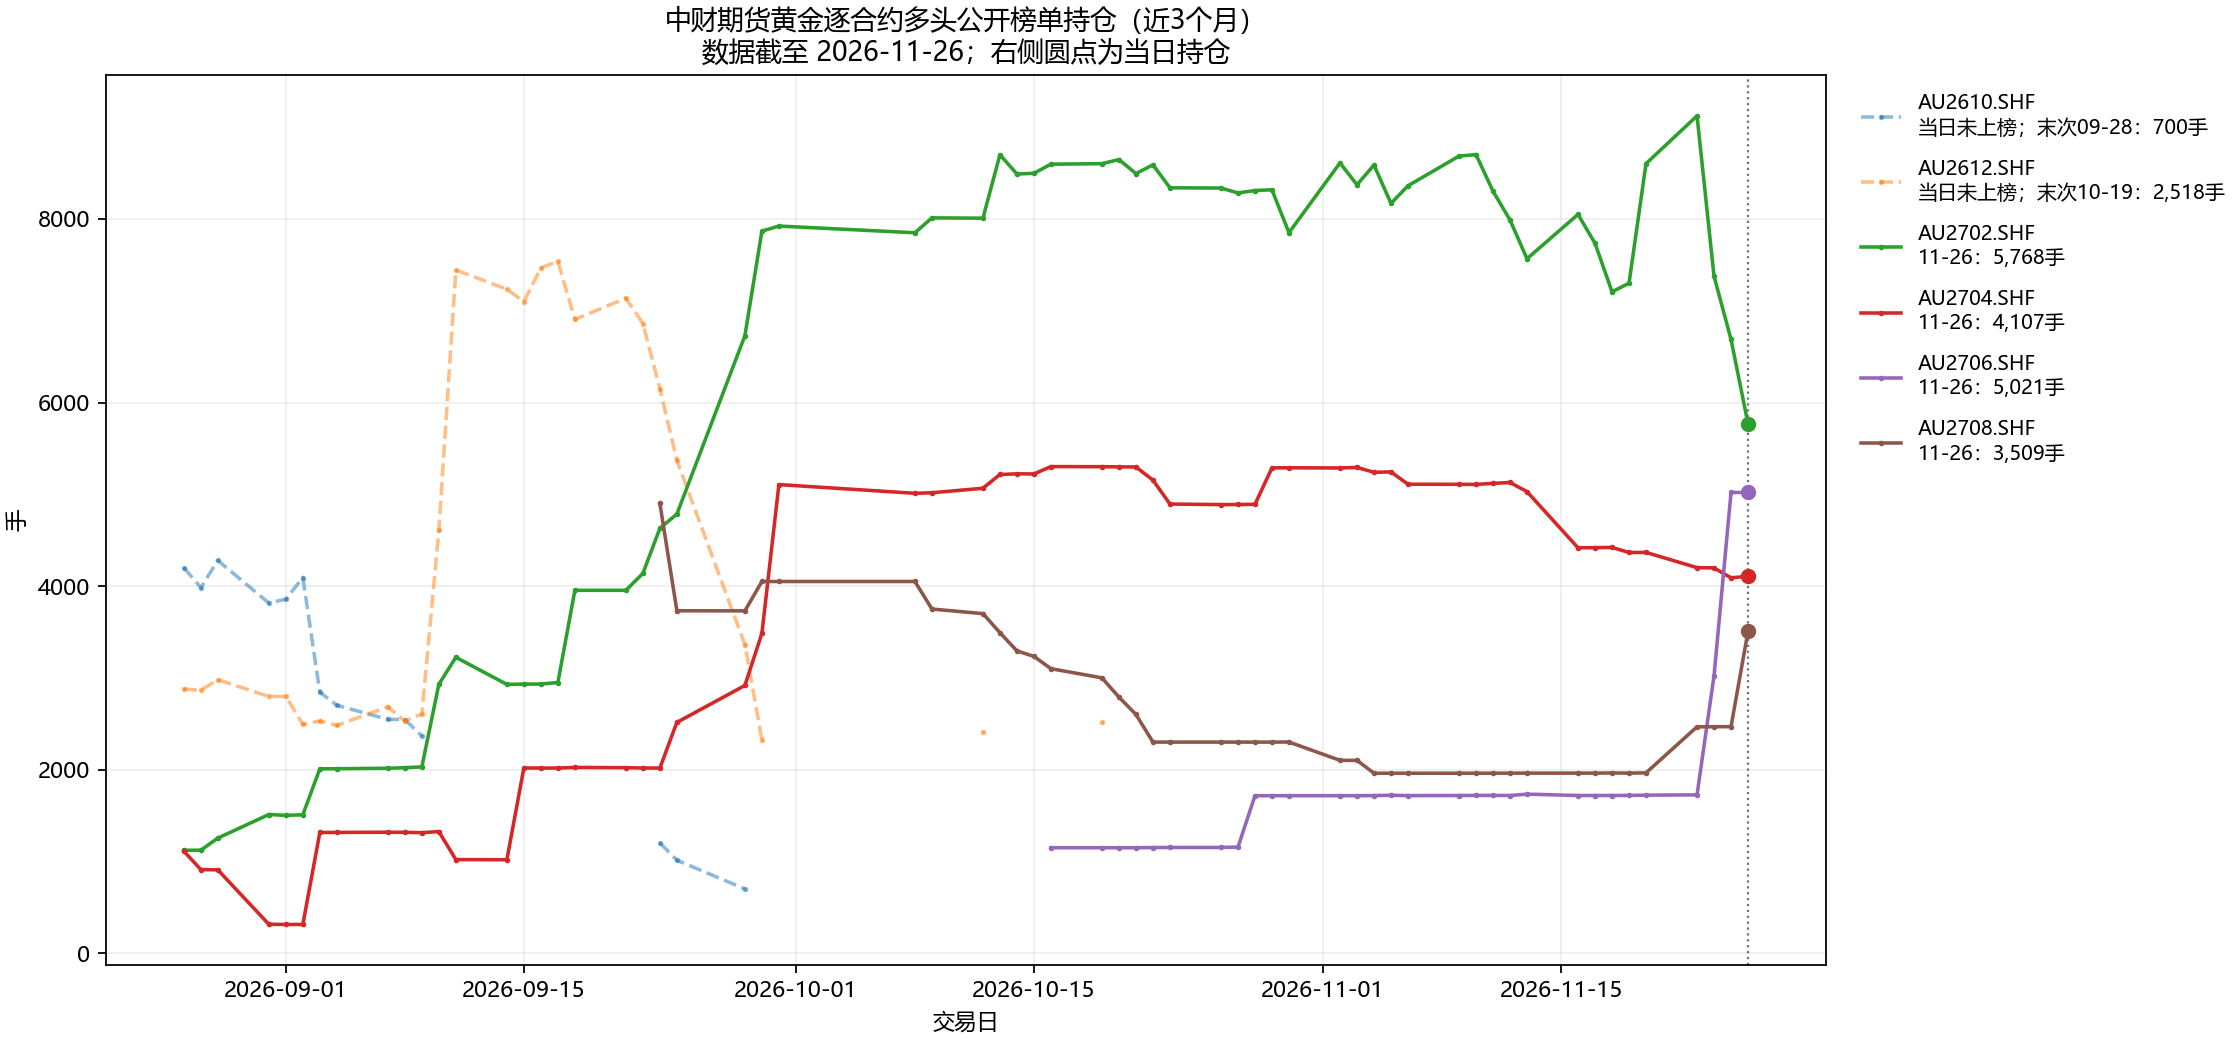 中财期货黄金逐合约多头公开榜单持仓（近3个月）
数据截至 2026-11-26；右侧圆点为当日持仓
手
8000
6000
4000
2000
0
2026-09-01
2026-09-15
2026-10-01
2026-10-15
2026-11-01
2026-11-15
交易日
AU2610.SHF
当日未上榜；末次09-28：700手
AU2612.SHF
当日未上榜；末次10-19：2,518手
AU2702.SHF
11-26：5,768手
AU2704.SHF
11-26：4,107手
AU2706.SHF
11-26：5,021手
AU2708.SHF
11-26：3,509手